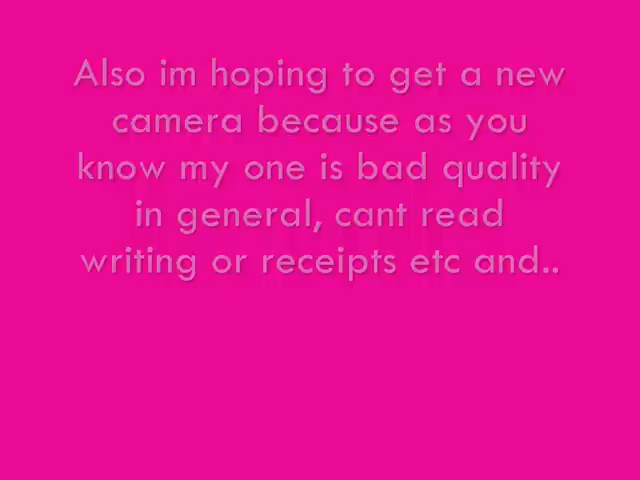 Also im hoping to get a new
camera because as you
know my one is bad quality
in general, cant read
writing or receipts etc and..